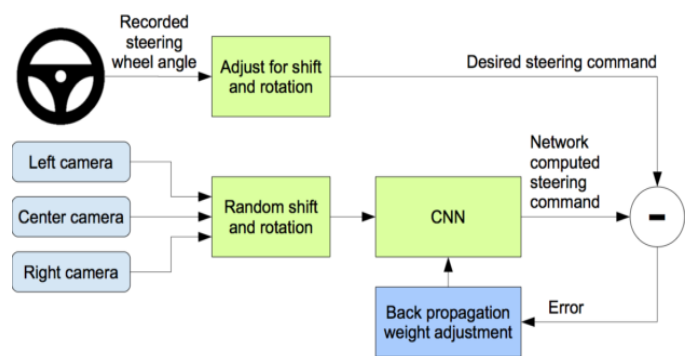 Recorded
steering
wheel angle
Adjust for shift
and rotation
Desired steering command
Left camera
Center camera
Right camera
Random shift
and rotation
CNN
Network
computed
steering
command
-
Back propagation
weight adjustment
Error